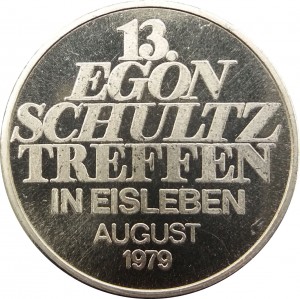 13.
EGON
SCHULTZ
TREFFEN
IN EISLEBEN
AUGUST
1979